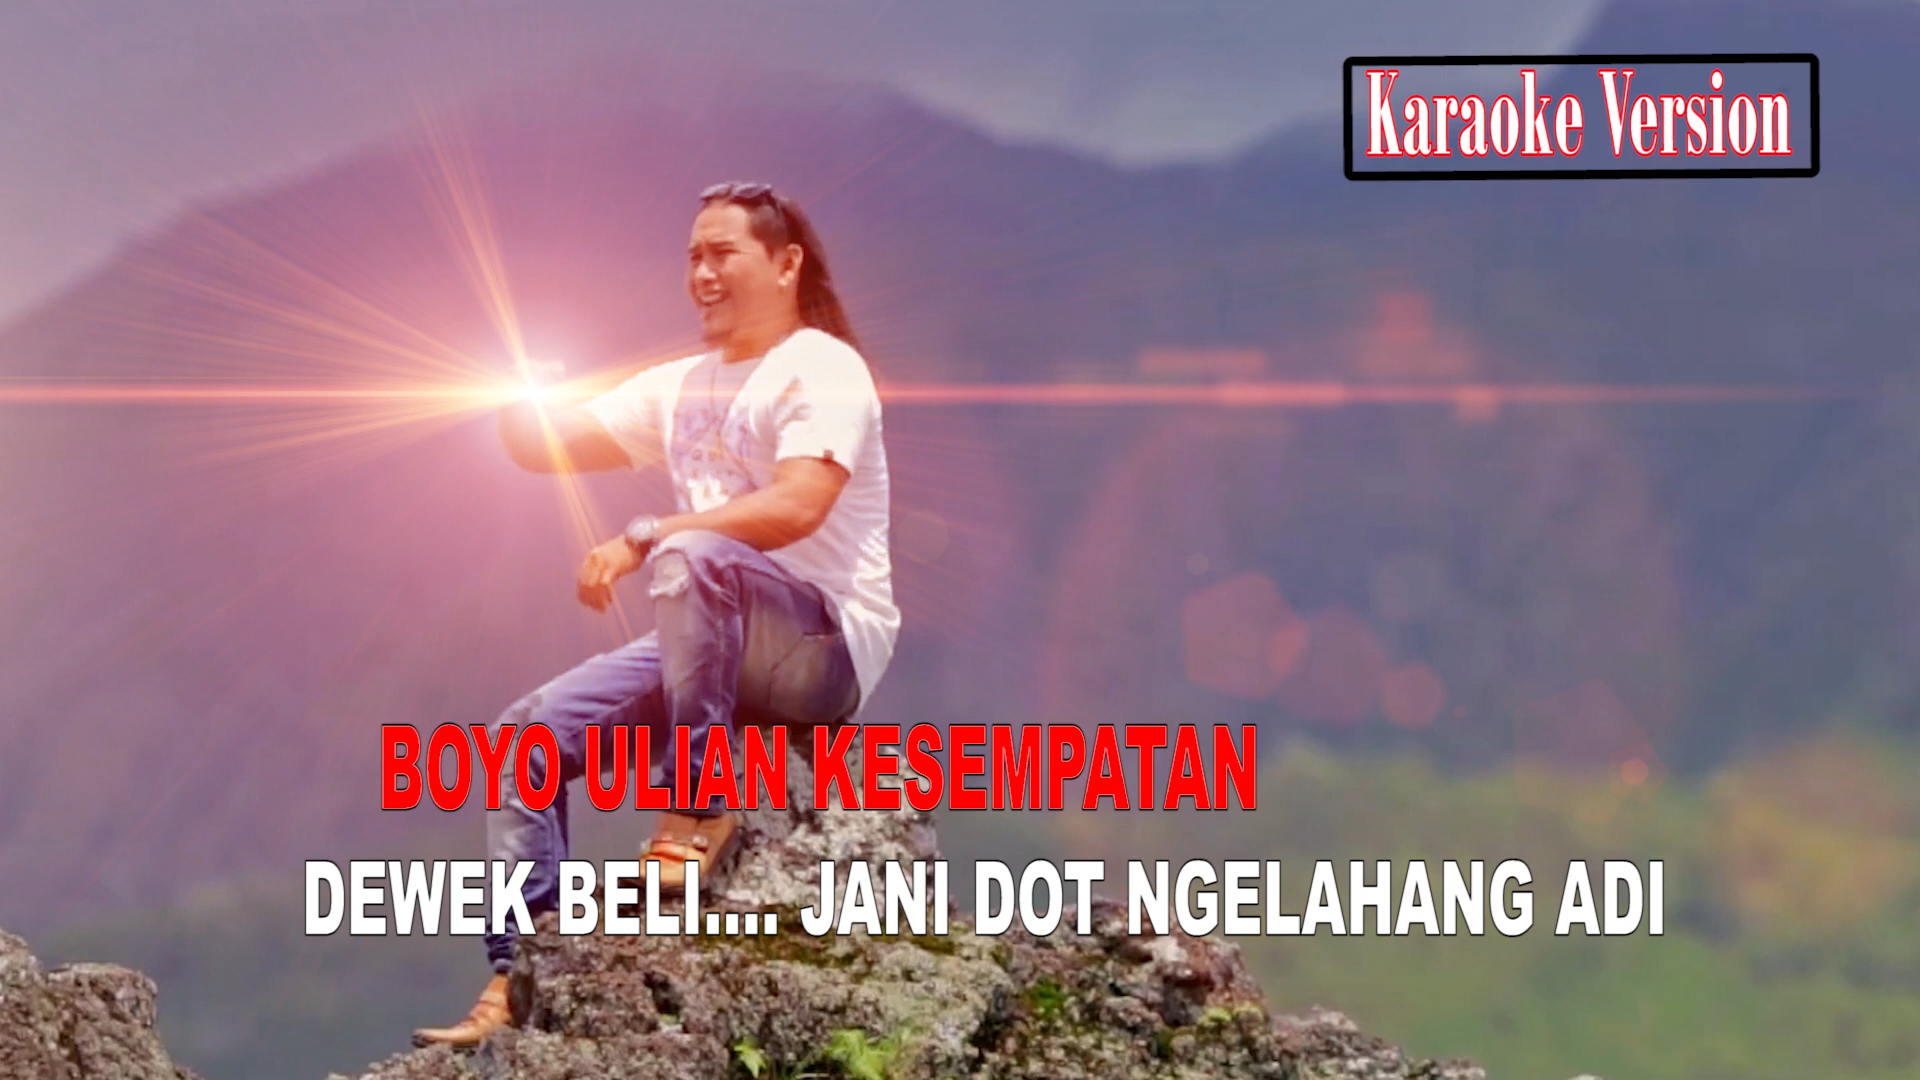 Karaoke Version
BOYO ULIAN KESEMPATAN
DEWEK BELI.... JANI DOT NGELAHANG ADI